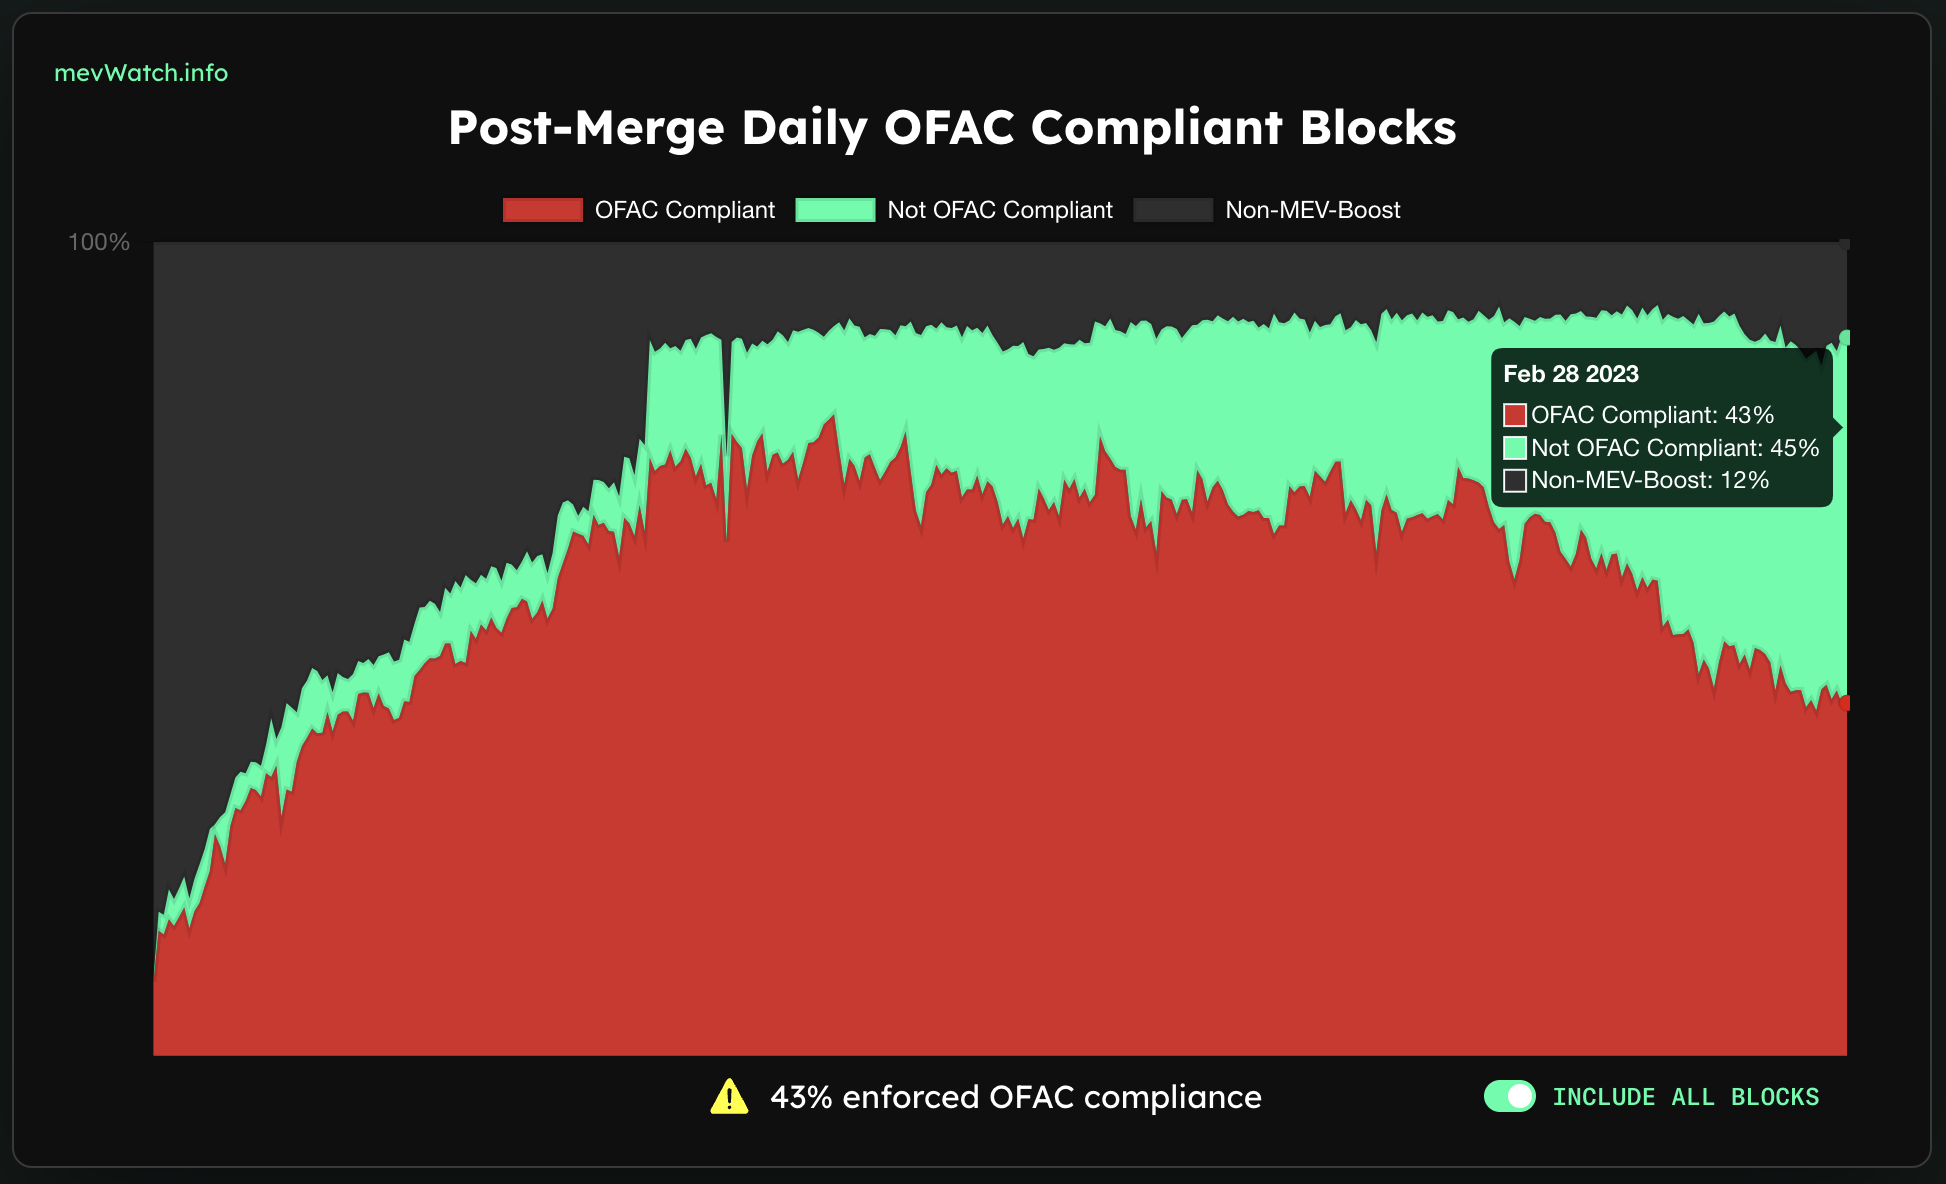 mevWatch.info
Post-Merge Daily OFAC Compliant Blocks
OFAC Compliant Not OFAC Compliant Non-MEV-Boost
100%
Feb 28 2023
OFAC Compliant: 43%
Not OFAC Compliant: 45%
Non-MEV-Boost: 12%
43% enforced OFAC compliance
INCLUDE ALL BLOCKS